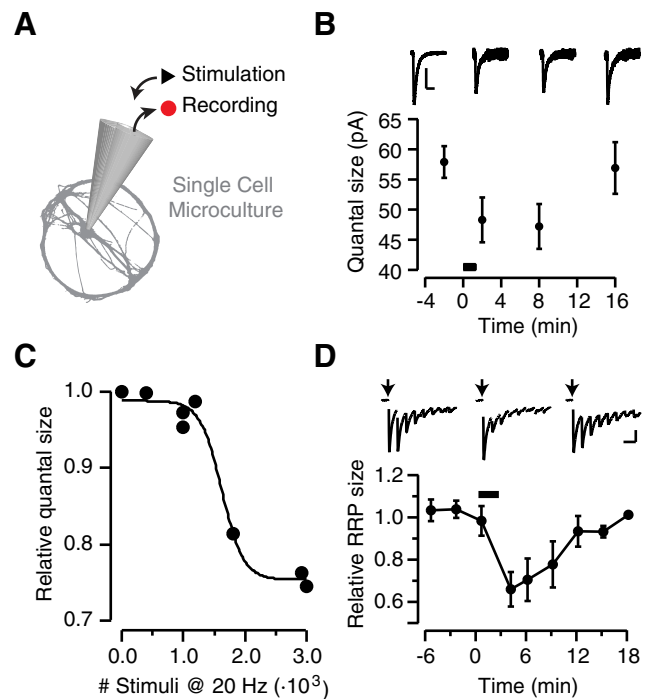 A
Stimulation
Recording
Single Cell
Microculture
B
Quantal size (pA)
65
60
55
50
45
40
-4 0 4 8 12 16
Time (min)
C
Relative quantal size
1.0
0.9
0.8
0.7
0.0 1.0 2.0 3.0
# Stimuli @ 20 Hz (·10³)
D
Relative RRP size
1.2
1.0
0.8
0.6
-6 0 6 12 18
Time (min)